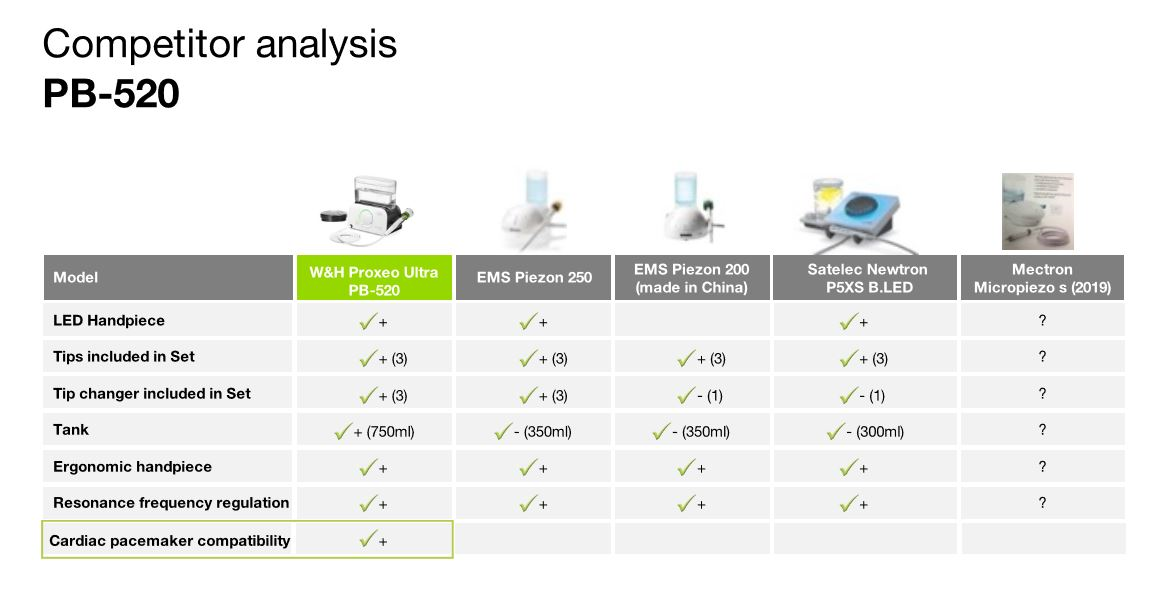 Competitor analysis
PB-520
Model
W&H Proxeo Ultra
PB-520
EMS Piezon 250
EMS Piezon 200
(made in China)
Satelec Newtron
P5XS B.LED
Mectron
Micropiezo s (2019)
LED Handpiece ✓+ ✓+ ✓+ ?
Tips included in Set ✓+ (3) ✓+ (3) ✓+ (3) ✓+ (3) ?
Tip changer included in Set ✓+ (3) ✓+ (3) ✓- (1) ✓- (1) ?
Tank ✓+ (750ml) ✓- (350ml) ✓- (350ml) ✓- (300ml) ?
Ergonomic handpiece ✓+ ✓+ ✓+ ✓+ ?
Resonance frequency regulation ✓+ ✓+ ✓+ ✓+ ?
Cardiac pacemaker compatibility ✓+